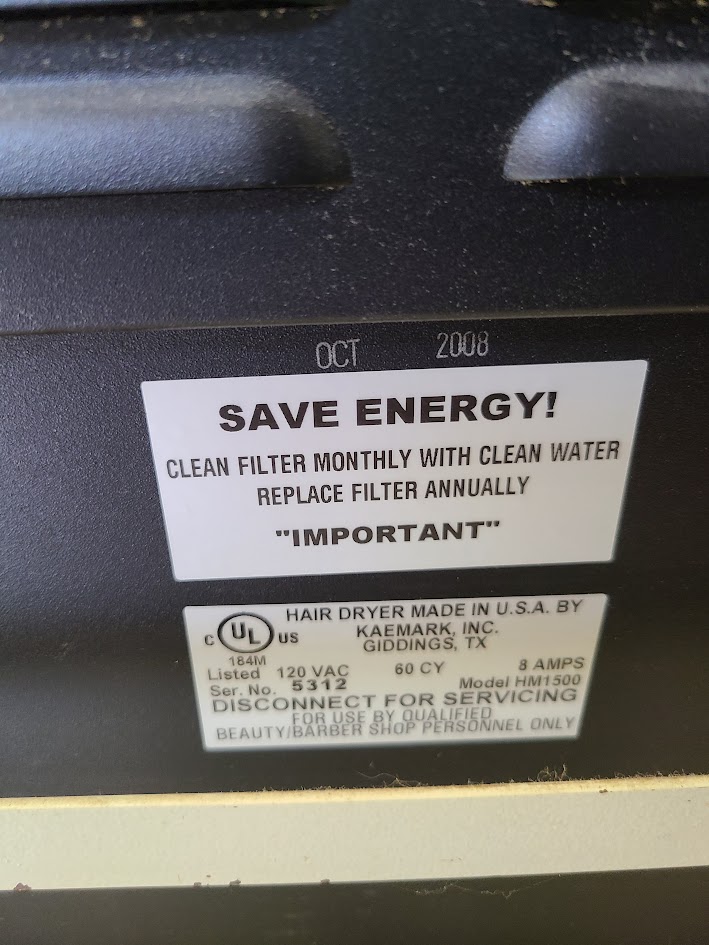 OCT 2008
SAVE ENERGY!
CLEAN FILTER MONTHLY WITH CLEAN WATER
REPLACE FILTER ANNUALLY
"IMPORTANT"
C UL US
184M
HAIR DRYER MADE IN U.S.A. BY
KAEMARK, INC.
GIDDINGS, TX
Listed 120 VAC 60 CY 8 AMPS
Ser. No. 5312 Model HM1500
DISCONNECT FOR SERVICING
FOR USE BY QUALIFIED
BEAUTY/BARBER SHOP PERSONNEL ONLY